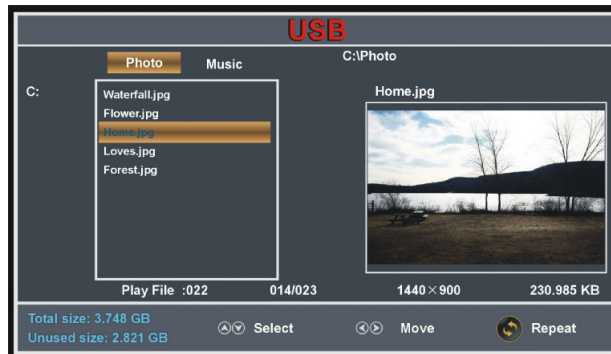 USB
Photo Music C:\Photo
C: Home.jpg
Waterfall.jpg
Flower.jpg
Home.jpg
Loves.jpg
Forest.jpg
Play File :022 014/023 1440×900 230.985 KB
Total size: 3.748 GB
Unused size: 2.821 GB
Select Move Repeat